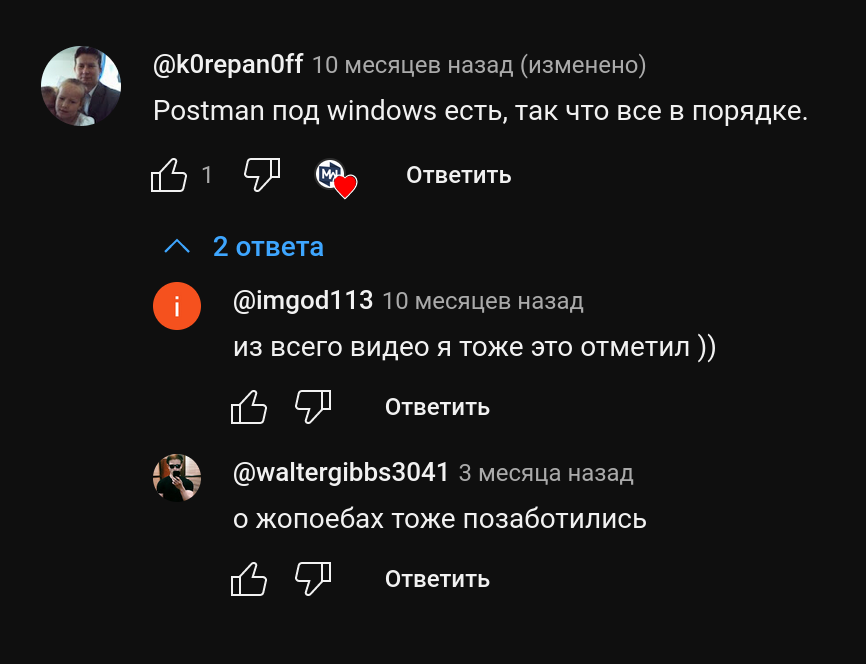 @k0repan0ff 10 месяцев назад (изменено)
Postman под windows есть, так что все в порядке.
1
MW
Ответить
2 ответа
i
@imgod113 10 месяцев назад
из всего видео я тоже это отметил ))
Ответить
@waltergibbs3041 3 месяца назад
о жопоебах тоже позаботились
Ответить